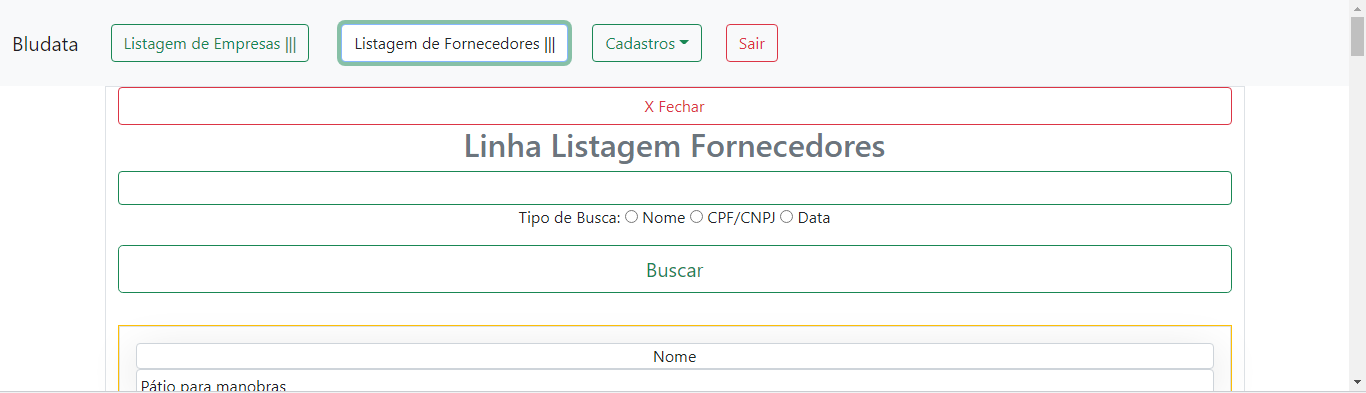 Bludata Listagem de Empresas ||| Listagem de Fornecedores ||| Cadastros Sair
X Fechar
Linha Listagem Fornecedores
Tipo de Busca: Nome CPF/CNPJ Data
Buscar
Nome
Pátio para manobras